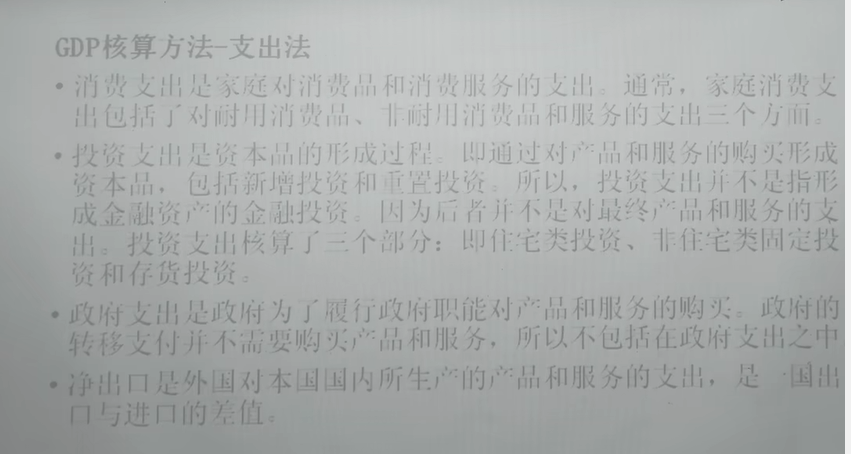 GDP核算方法-支出法
• 消费支出是家庭对消费品和消费服务的支出。通常，家庭消费支
出包括了对耐用消费品、非耐用消费品和服务的支出三个方面。
• 投资支出是资本品的形成过程。即通过对产品和服务的购买形成
资本品，包括新增投资和重置投资。所以，投资支出并不是指形
成金融资产的金融投资。因为后者并不是对最终产品和服务的支
出。投资支出核算了三个部分：即住宅类投资、非住宅类固定投
资和存货投资。
• 政府支出是政府为了履行政府职能对产品和服务的购买。政府的
转移支付并不需要购买产品和服务，所以不包括在政府支出之中
• 净出口是外国对本国国内所生产的产品和服务的支出，是一国出
口与进口的差值。